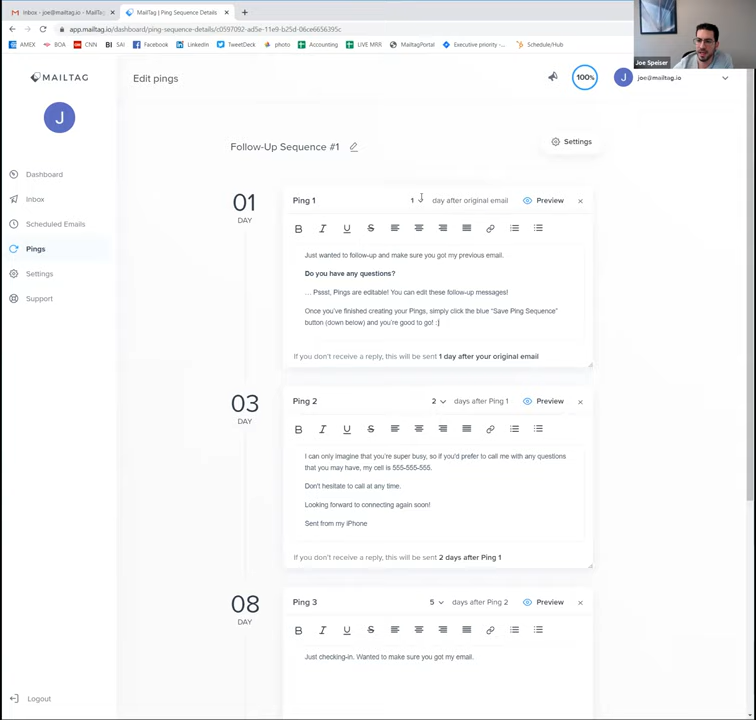 Inbox - joe@mailtag.io - MailTag
MailTag | Ping Sequence Details
app.mailtag.io/dashboard/ping-sequence-details/c0597092-ad5e-11e9-b25d-06ce6656395c
AMEX BOA CNN SAI Facebook LinkedIn TweetDeck photo Accounting LIVE MRR MailtagPortal Executive priority -... Schedule/Hub
Joe Speiser
MAILTAG
Edit pings
100%
J
joe@mailtag.io
J
Follow-Up Sequence #1
Settings
Dashboard
Inbox
Scheduled Emails
Pings
Settings
Support
Logout
01
DAY
Ping 1
1 day after original email
Preview
B I U S
Just wanted to follow-up and make sure you got my previous email.
Do you have any questions?
... Pssst, Pings are editable! You can edit these follow-up messages!
Once you've finished creating your Pings, simply click the blue "Save Ping Sequence"
button (down below) and you're good to go! :)
If you don't receive a reply, this will be sent 1 day after your original email
03
DAY
Ping 2
2 days after Ping 1
Preview
B I U S
I can only imagine that you're super busy, so if you'd prefer to call me with any questions
that you may have, my cell is 555-555-555.
Don't hesitate to call at any time.
Looking forward to connecting again soon!
Sent from my iPhone
If you don't receive a reply, this will be sent 2 days after Ping 1
08
DAY
Ping 3
5 days after Ping 2
Preview
B I U S
Just checking-in. Wanted to make sure you got my email.